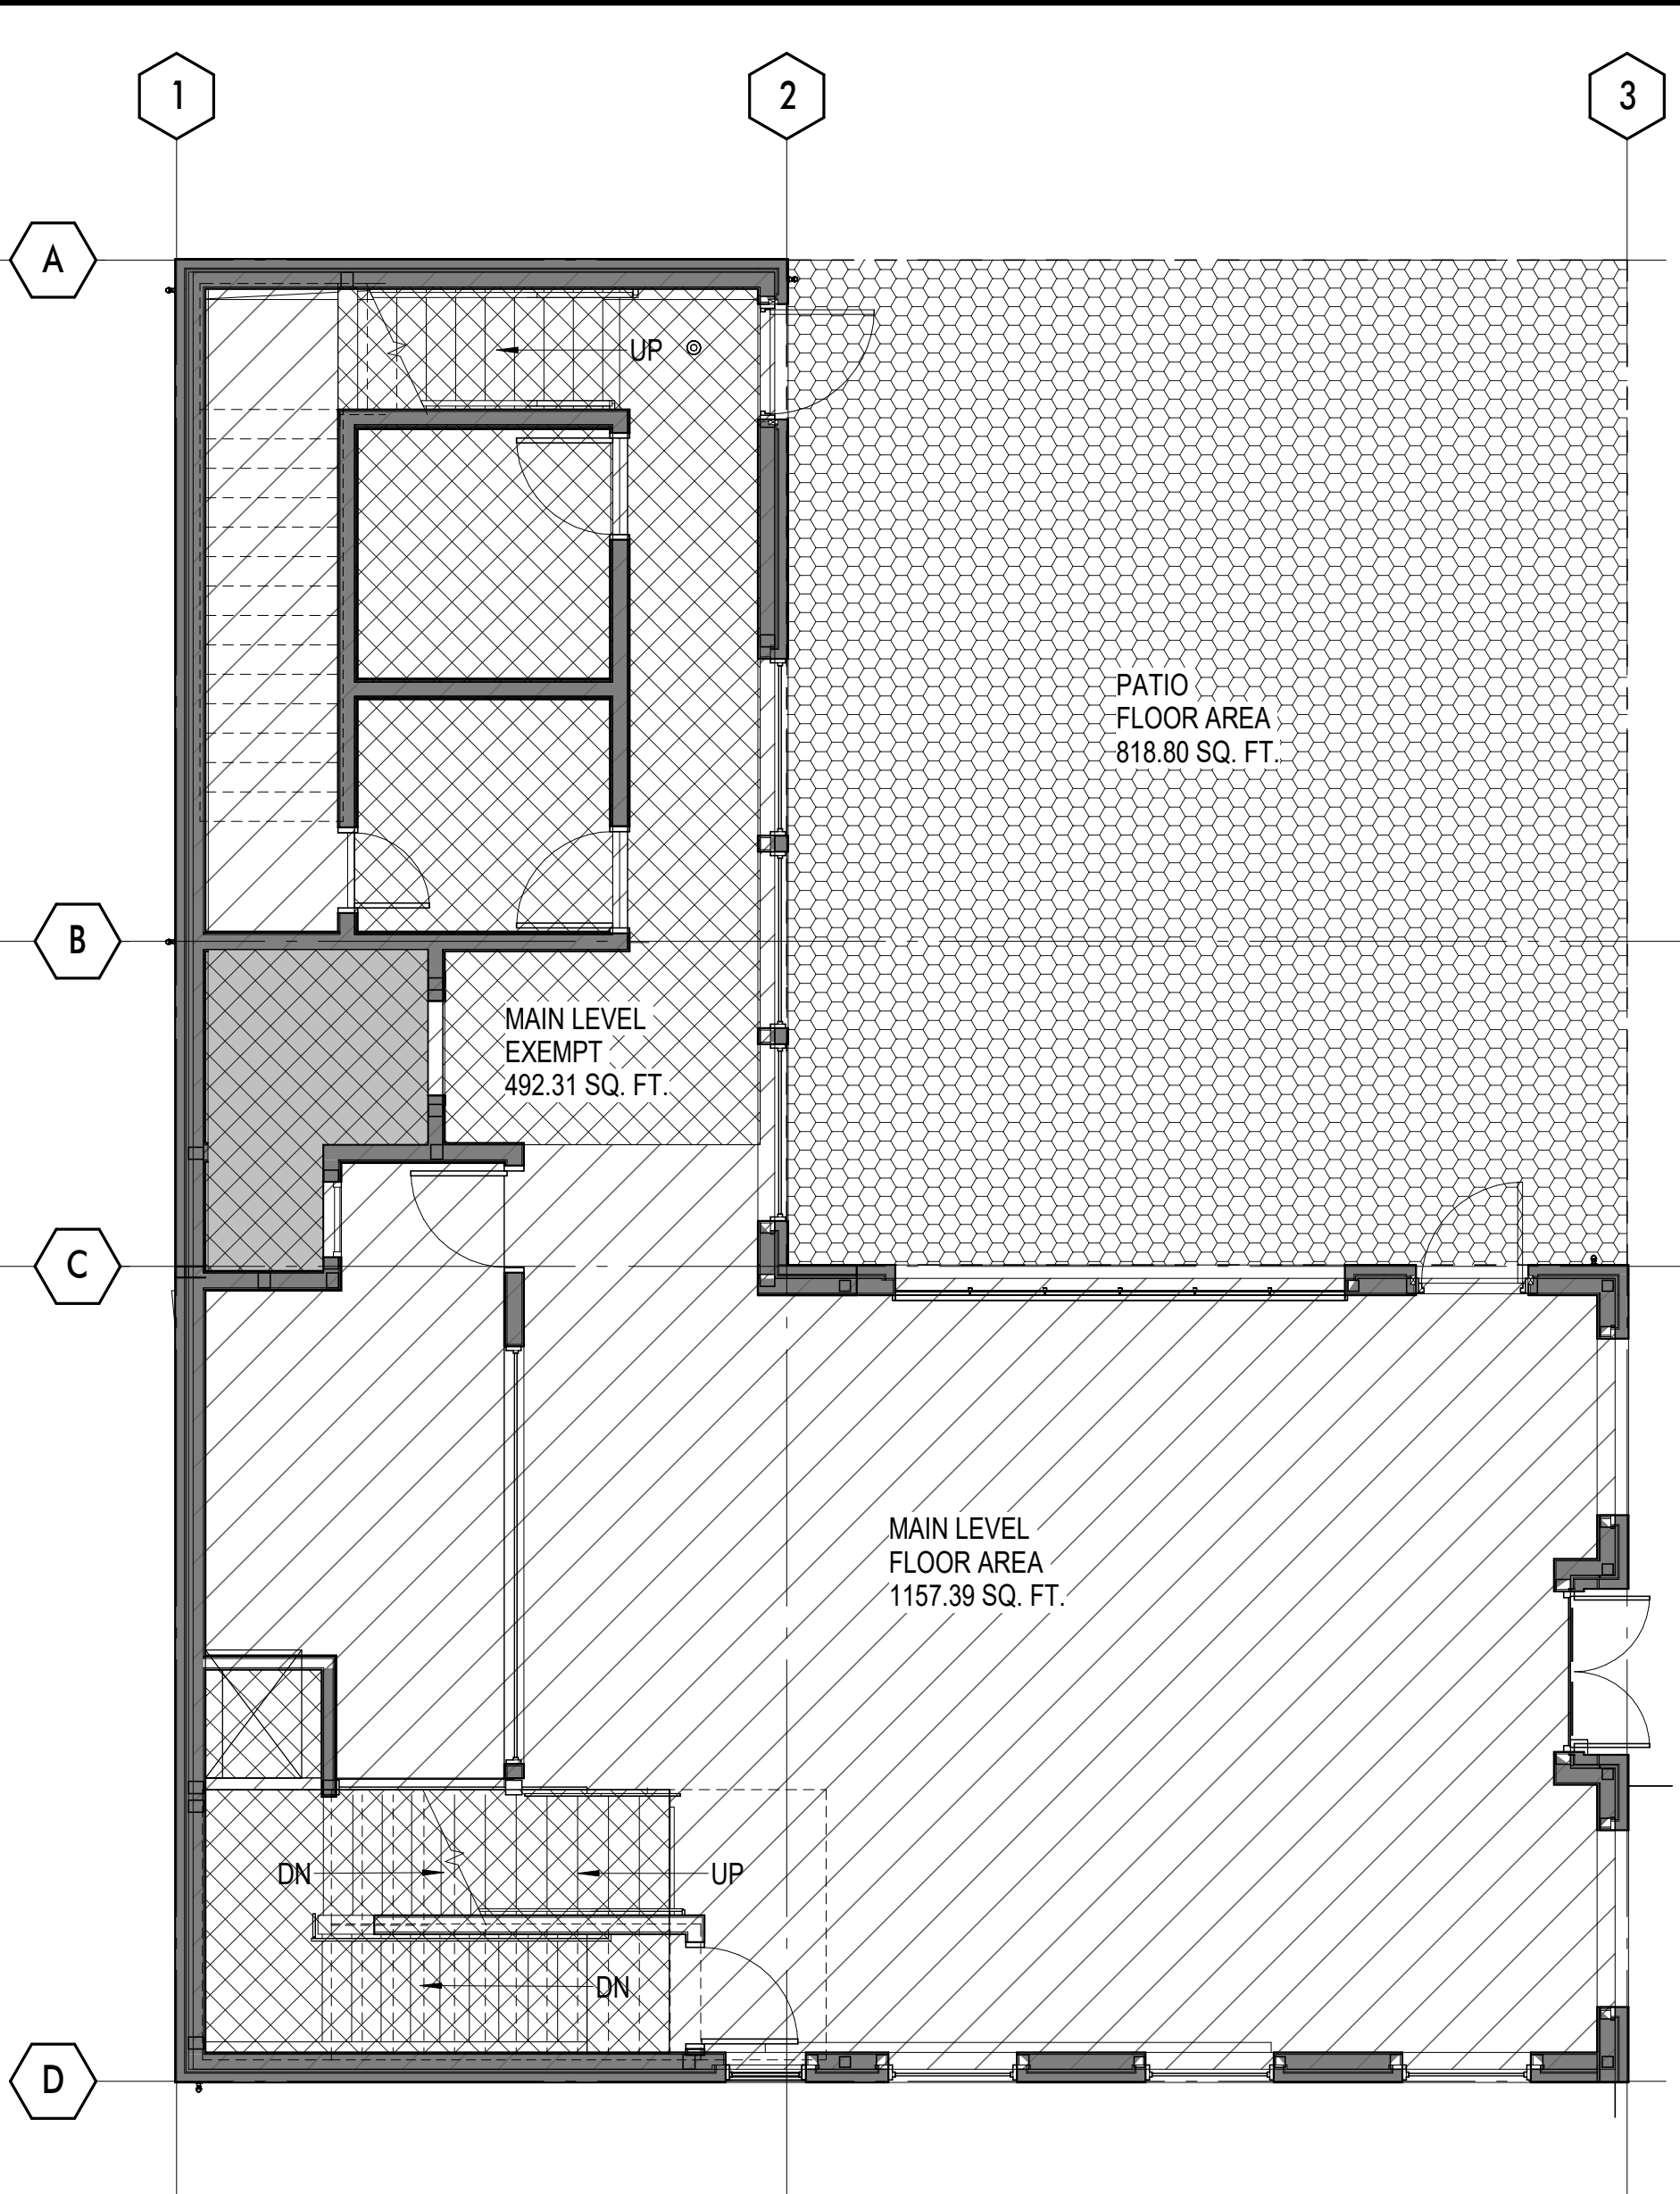 1
2
3
A
UP
PATIO
FLOOR AREA
818.80 SQ. FT.
B
MAIN LEVEL
EXEMPT
492.31 SQ. FT.
C
MAIN LEVEL
FLOOR AREA
1157.39 SQ. FT.
DN
UP
DN
D